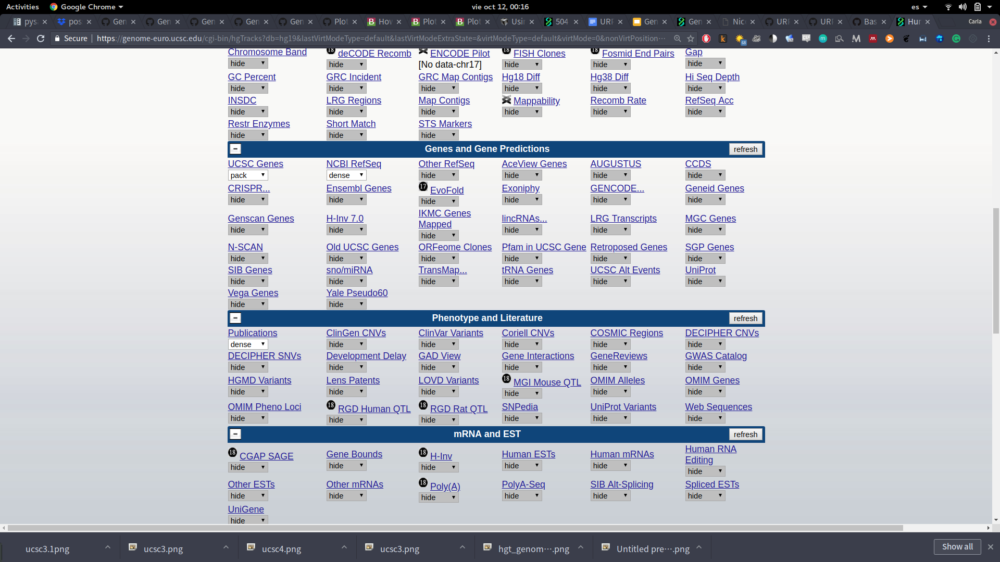 Activities Google Chrome vie oct 12, 00:16 es
pys pos Gen Gen Gen Gen Gen Plot How Plot Plot Usin 504 URF Gen Gen Nico URF URF Bas Hur Carla
Secure https://genome-euro.ucsc.edu/cgi-bin/hgTracks?db=hg19&lastVirtModeType=default&lastVirtModeExtraState=&virtModeType=default&virtMode=0&nonVirtPosition…
Chromosome Band 18 deCODE Recomb ENCODE Pilot 18 FISH Clones 18 Fosmid End Pairs Gap
hide hide [No data-chr17] hide hide hide
GC Percent GRC Incident GRC Map Contigs Hg18 Diff Hg38 Diff Hi Seq Depth
hide hide hide hide hide hide
INSDC LRG Regions Map Contigs Mappability Recomb Rate RefSeq Acc
hide hide hide hide hide hide
Restr Enzymes Short Match STS Markers
hide hide hide
- Genes and Gene Predictions refresh
UCSC Genes NCBI RefSeq Other RefSeq AceView Genes AUGUSTUS CCDS
pack dense hide hide hide hide
CRISPR... Ensembl Genes 17 EvoFold Exoniphy GENCODE... Geneid Genes
hide hide hide hide hide hide
Genscan Genes H-Inv 7.0 IKMC Genes Mapped lincRNAs... LRG Transcripts MGC Genes
hide hide hide hide hide hide
N-SCAN Old UCSC Genes ORFeome Clones Pfam in UCSC Gene Retroposed Genes SGP Genes
hide hide hide hide hide hide
SIB Genes sno/miRNA TransMap... tRNA Genes UCSC Alt Events UniProt
hide hide hide hide hide hide
Vega Genes Yale Pseudo60
hide hide
- Phenotype and Literature refresh
Publications ClinGen CNVs ClinVar Variants Coriell CNVs COSMIC Regions DECIPHER CNVs
dense hide hide hide hide hide
DECIPHER SNVs Development Delay GAD View Gene Interactions GeneReviews GWAS Catalog
hide hide hide hide hide hide
HGMD Variants Lens Patents LOVD Variants 18 MGI Mouse QTL OMIM Alleles OMIM Genes
hide hide hide hide hide hide
OMIM Pheno Loci 18 RGD Human QTL 18 RGD Rat QTL SNPedia UniProt Variants Web Sequences
hide hide hide hide hide hide
- mRNA and EST refresh
18 CGAP SAGE Gene Bounds 18 H-Inv Human ESTs Human mRNAs Human RNA Editing
hide hide hide hide hide hide
Other ESTs Other mRNAs 18 Poly(A) PolyA-Seq SIB Alt-Splicing Spliced ESTs
hide hide hide hide hide hide
UniGene
hide
ucsc3.1png ucsc3.png ucsc4.png ucsc3.png hgt_genom⋯.png Untitled pre⋯.png Show all